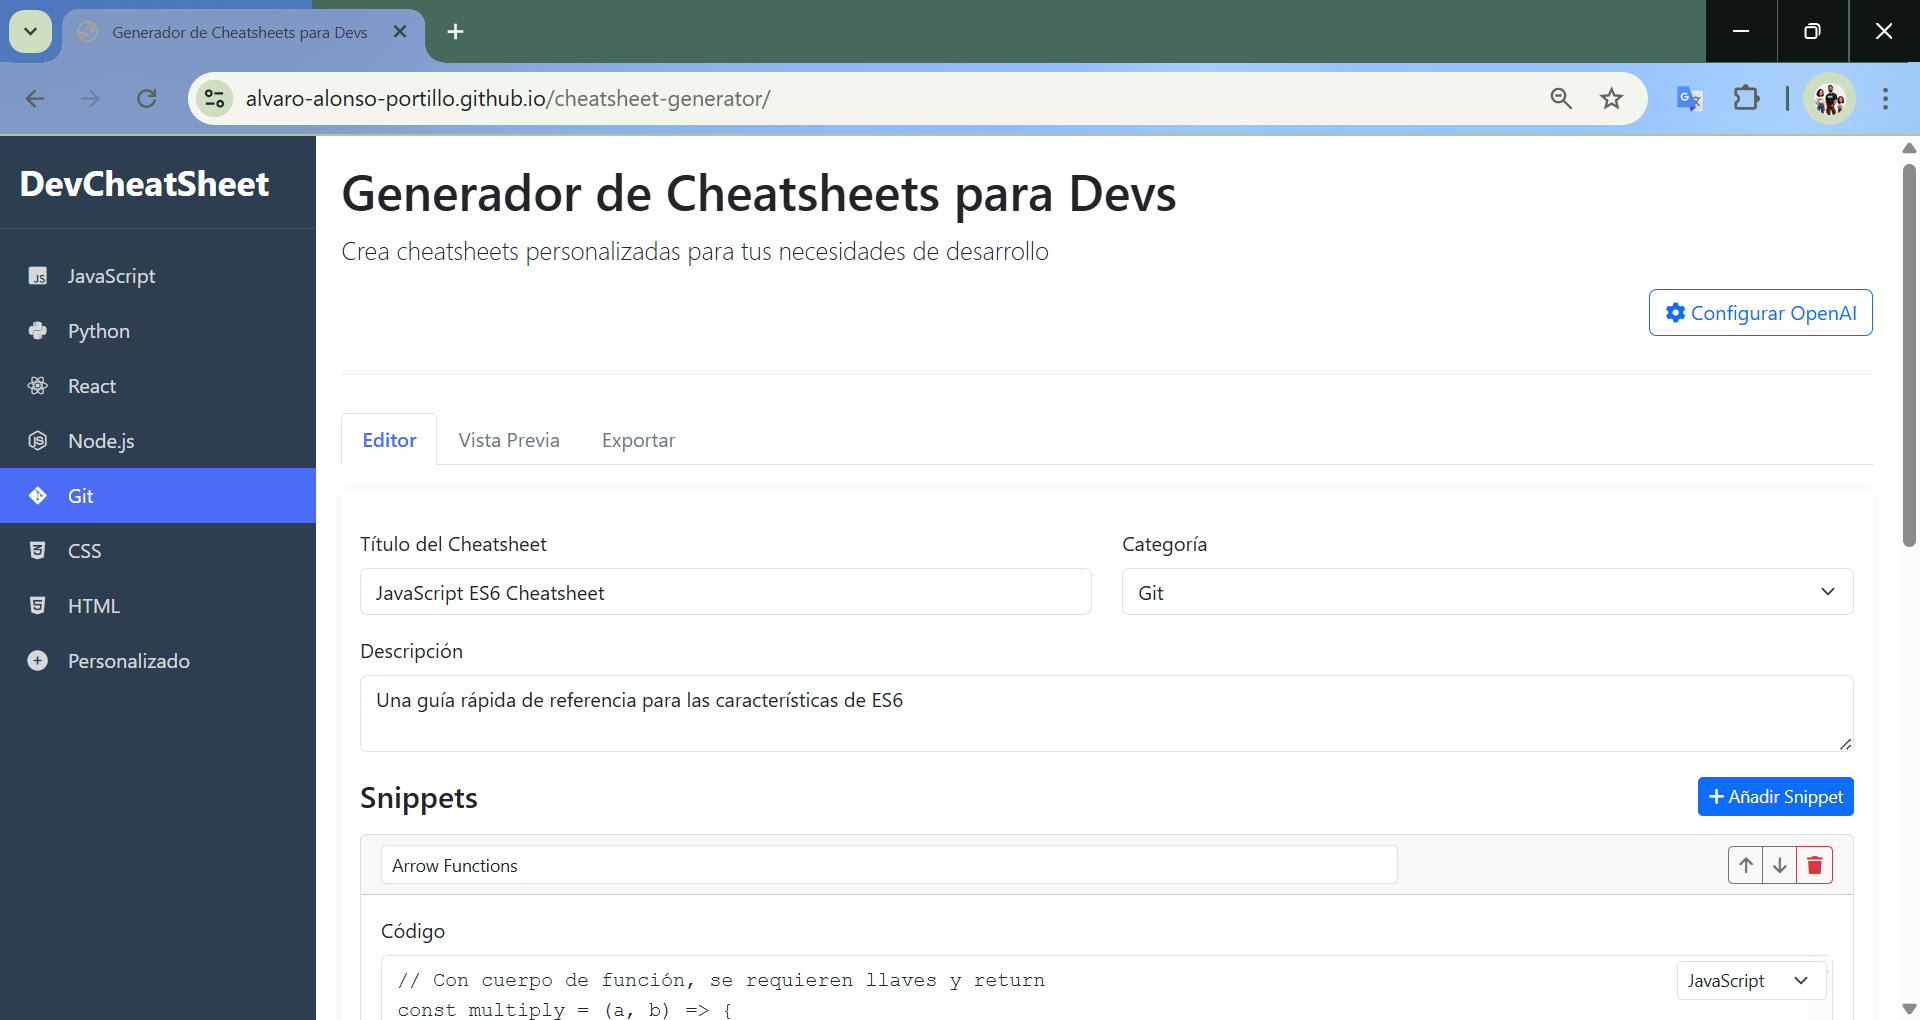 Generador de Cheatsheets para Devs
alvaro-alonso-portillo.github.io/cheatsheet-generator/
DevCheatSheet
JavaScript
Python
React
Node.js
Git
CSS
HTML
Personalizado
Generador de Cheatsheets para Devs
Crea cheatsheets personalizadas para tus necesidades de desarrollo
Configurar OpenAI
Editor
Vista Previa
Exportar
Título del Cheatsheet
Categoría
JavaScript ES6 Cheatsheet
Git
Descripción
Una guía rápida de referencia para las características de ES6
Snippets
+ Añadir Snippet
Arrow Functions
Código
// Con cuerpo de función, se requieren llaves y return
JavaScript
const multiply = (a, b) => {